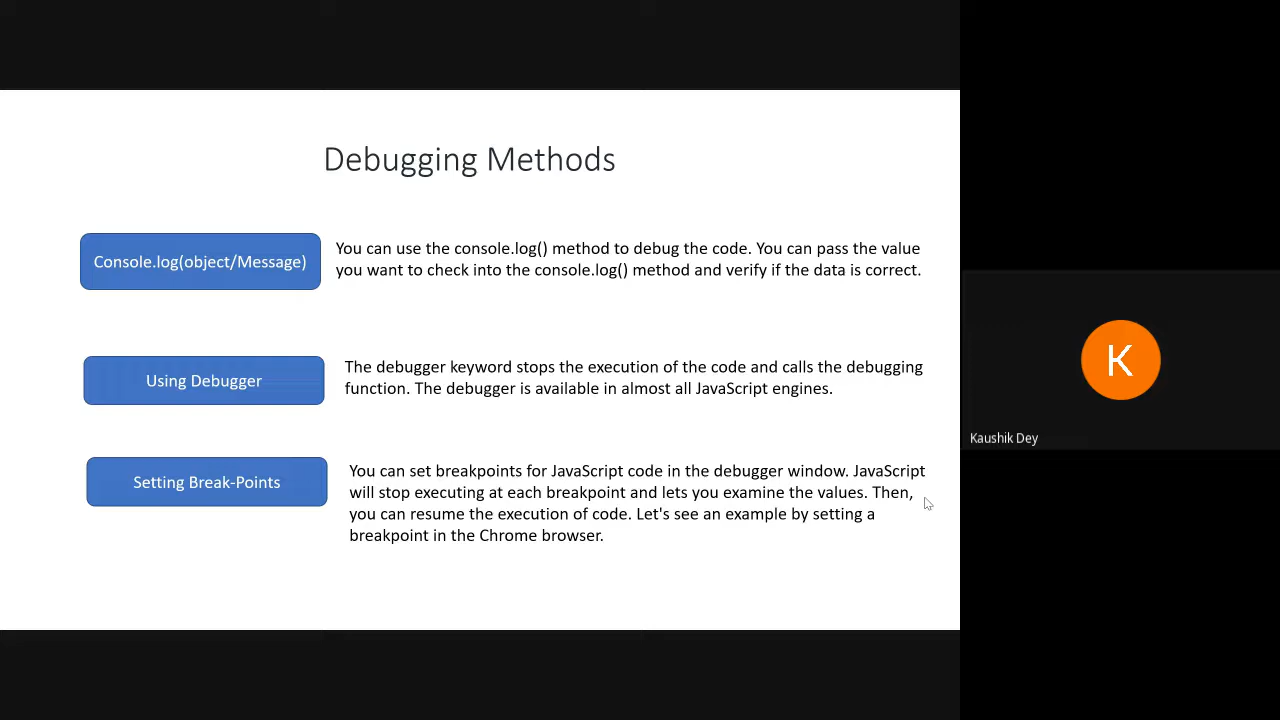 Debugging Methods
Console.log(object/Message)
You can use the console.log() method to debug the code. You can pass the value
you want to check into the console.log() method and verify if the data is correct.
Using Debugger
The debugger keyword stops the execution of the code and calls the debugging
function. The debugger is available in almost all JavaScript engines.
Setting Break-Points
You can set breakpoints for JavaScript code in the debugger window. JavaScript
will stop executing at each breakpoint and lets you examine the values. Then,
you can resume the execution of code. Let's see an example by setting a
breakpoint in the Chrome browser.
K
Kaushik Dey